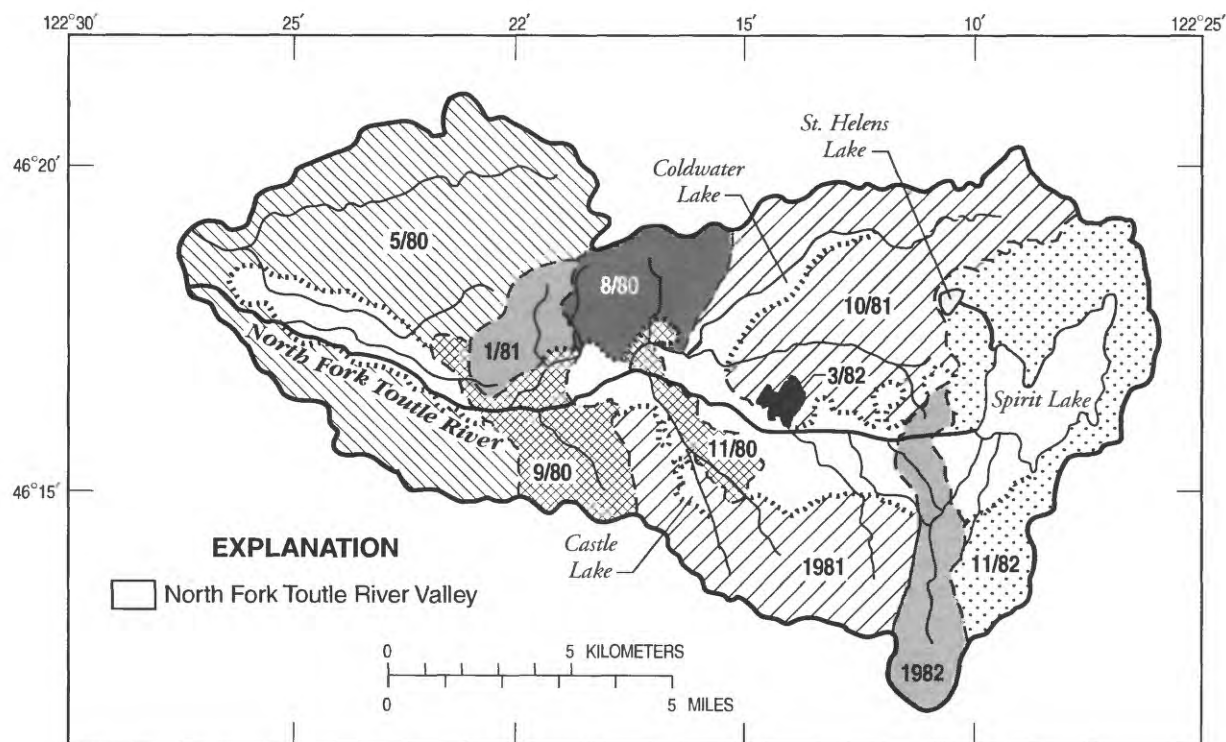 122°30′ 25′ 22′ 15′ 10′ 122°25′
St. Helens
Lake
46°20′
Coldwater
Lake
5/80
8/80
10/81
1/81
3/82
North Fork Toutle River
Spirit Lake
11/80
9/80
46°15′
EXPLANATION
Castle
Lake
1981
11/82
North Fork Toutle River Valley
0 5 KILOMETERS
0 5 MILES
1982